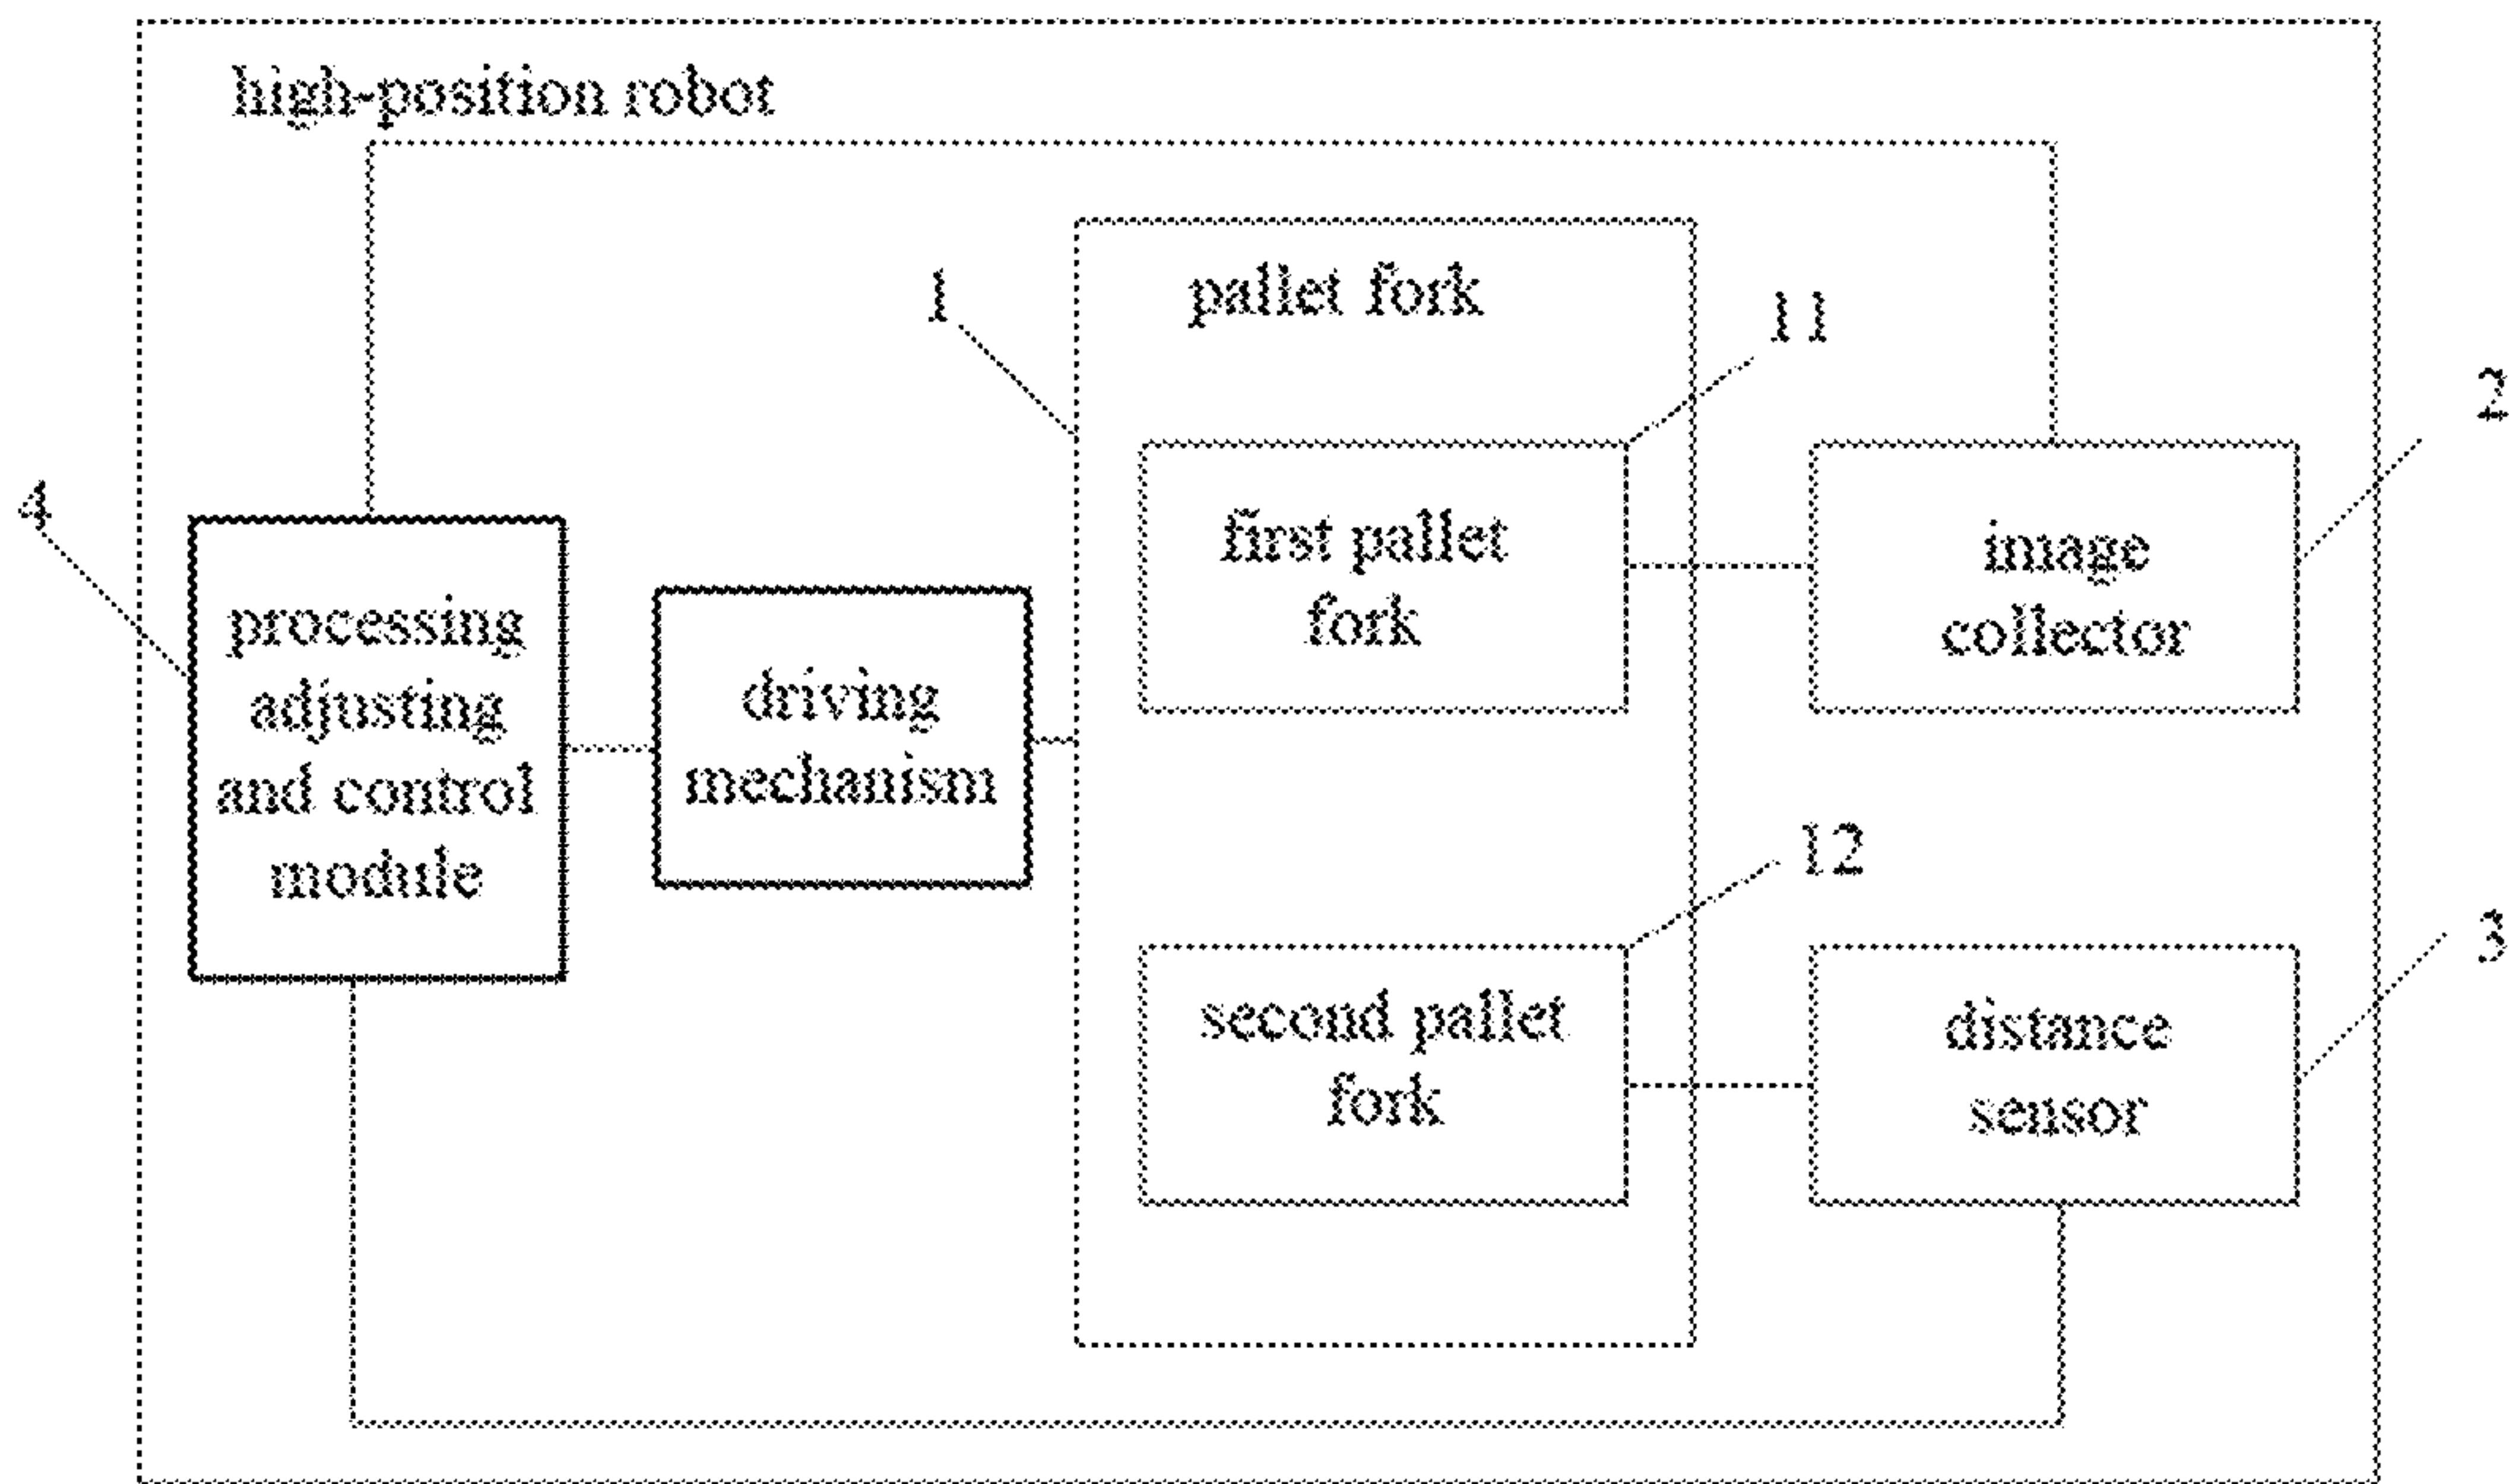 high-position robot
pallet fork
1
11
2
4
first pallet
fork
image
collector
processing
adjusting
and control
module
driving
mechanism
12
3
second pallet
fork
distance
sensor